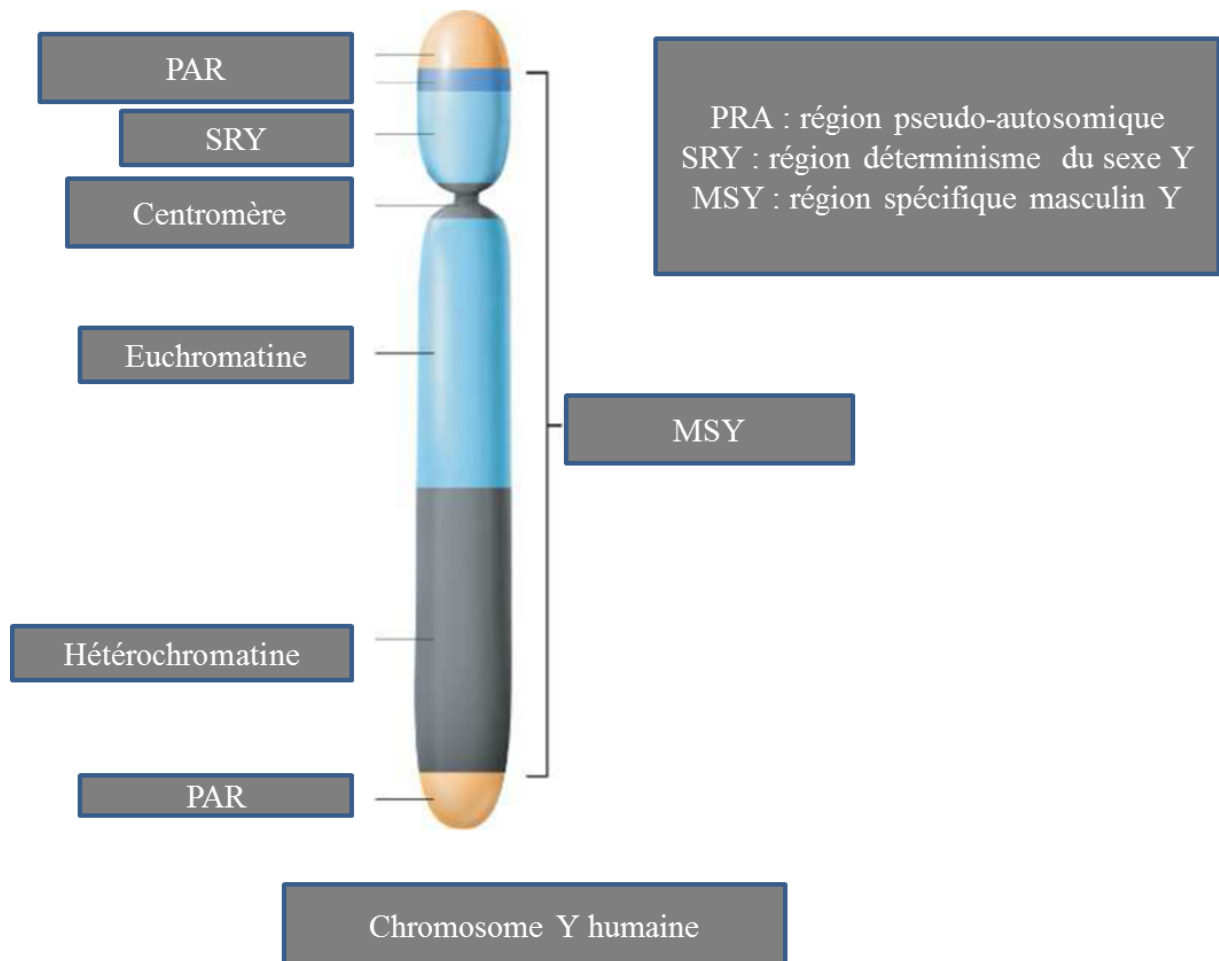 PAR
SRY
Centromère
Euchromatine
Hétérochromatine
PAR
PRA : région pseudo-autosomique
SRY : région déterminisme du sexe Y
MSY : région spécifique masculin Y
MSY
Chromosome Y humaine